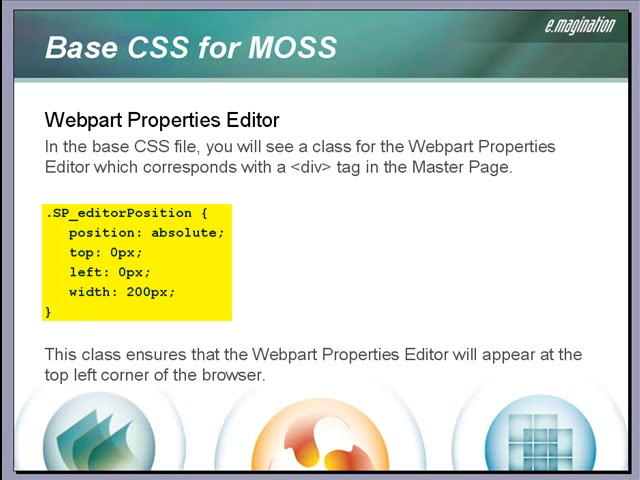 e.magination
Base CSS for MOSS
Webpart Properties Editor
In the base CSS file, you will see a class for the Webpart Properties
Editor which corresponds with a <div> tag in the Master Page.
.SP_editorPosition {
position: absolute;
top: 0px;
left: 0px;
width: 200px;
}
This class ensures that the Webpart Properties Editor will appear at the
top left corner of the browser.